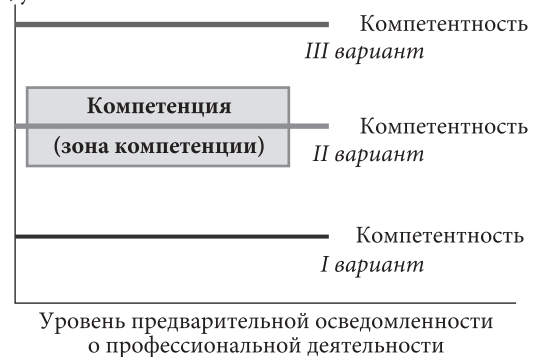 Компетентность
III вариант
Компетенция
(зона компетенции)
Компетентность
II вариант
Компетентность
I вариант
Уровень предварительной осведомленности
о профессиональной деятельности